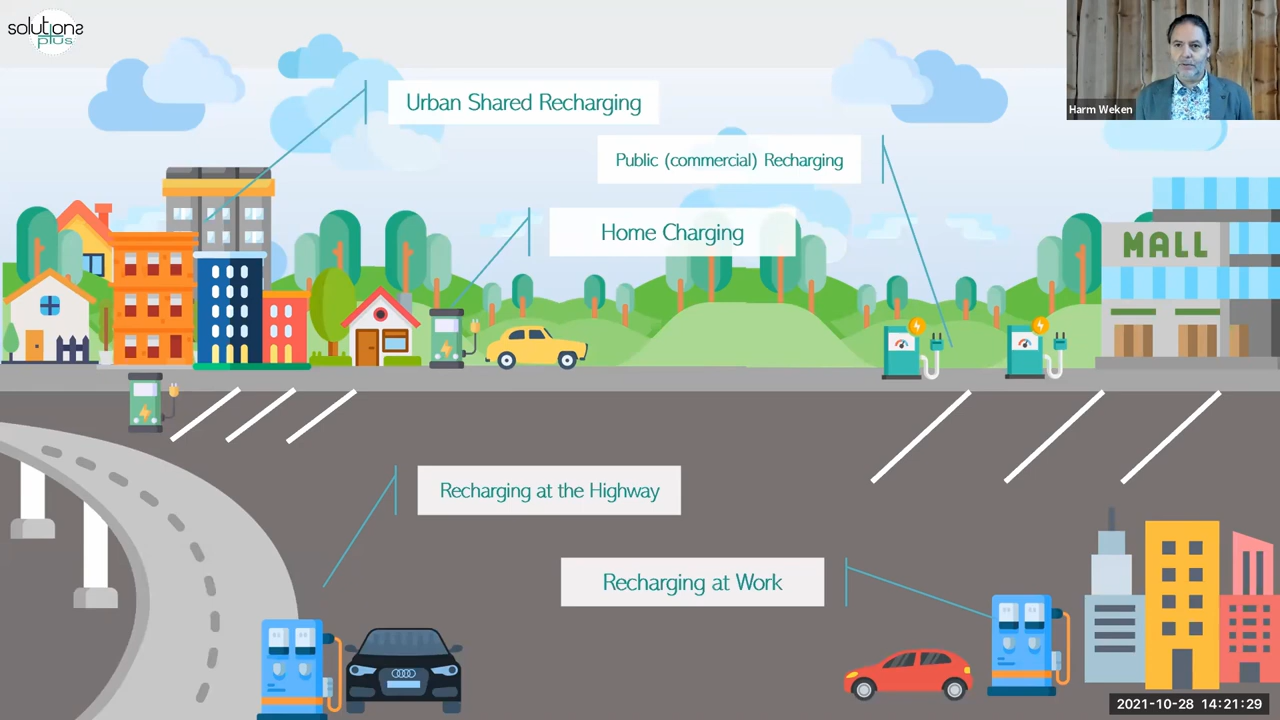 solutions
plus
Harm Weken
Urban Shared Recharging
Public (commercial) Recharging
Home Charging
MALL
Recharging at the Highway
Recharging at Work
2021-10-28 14:21:29